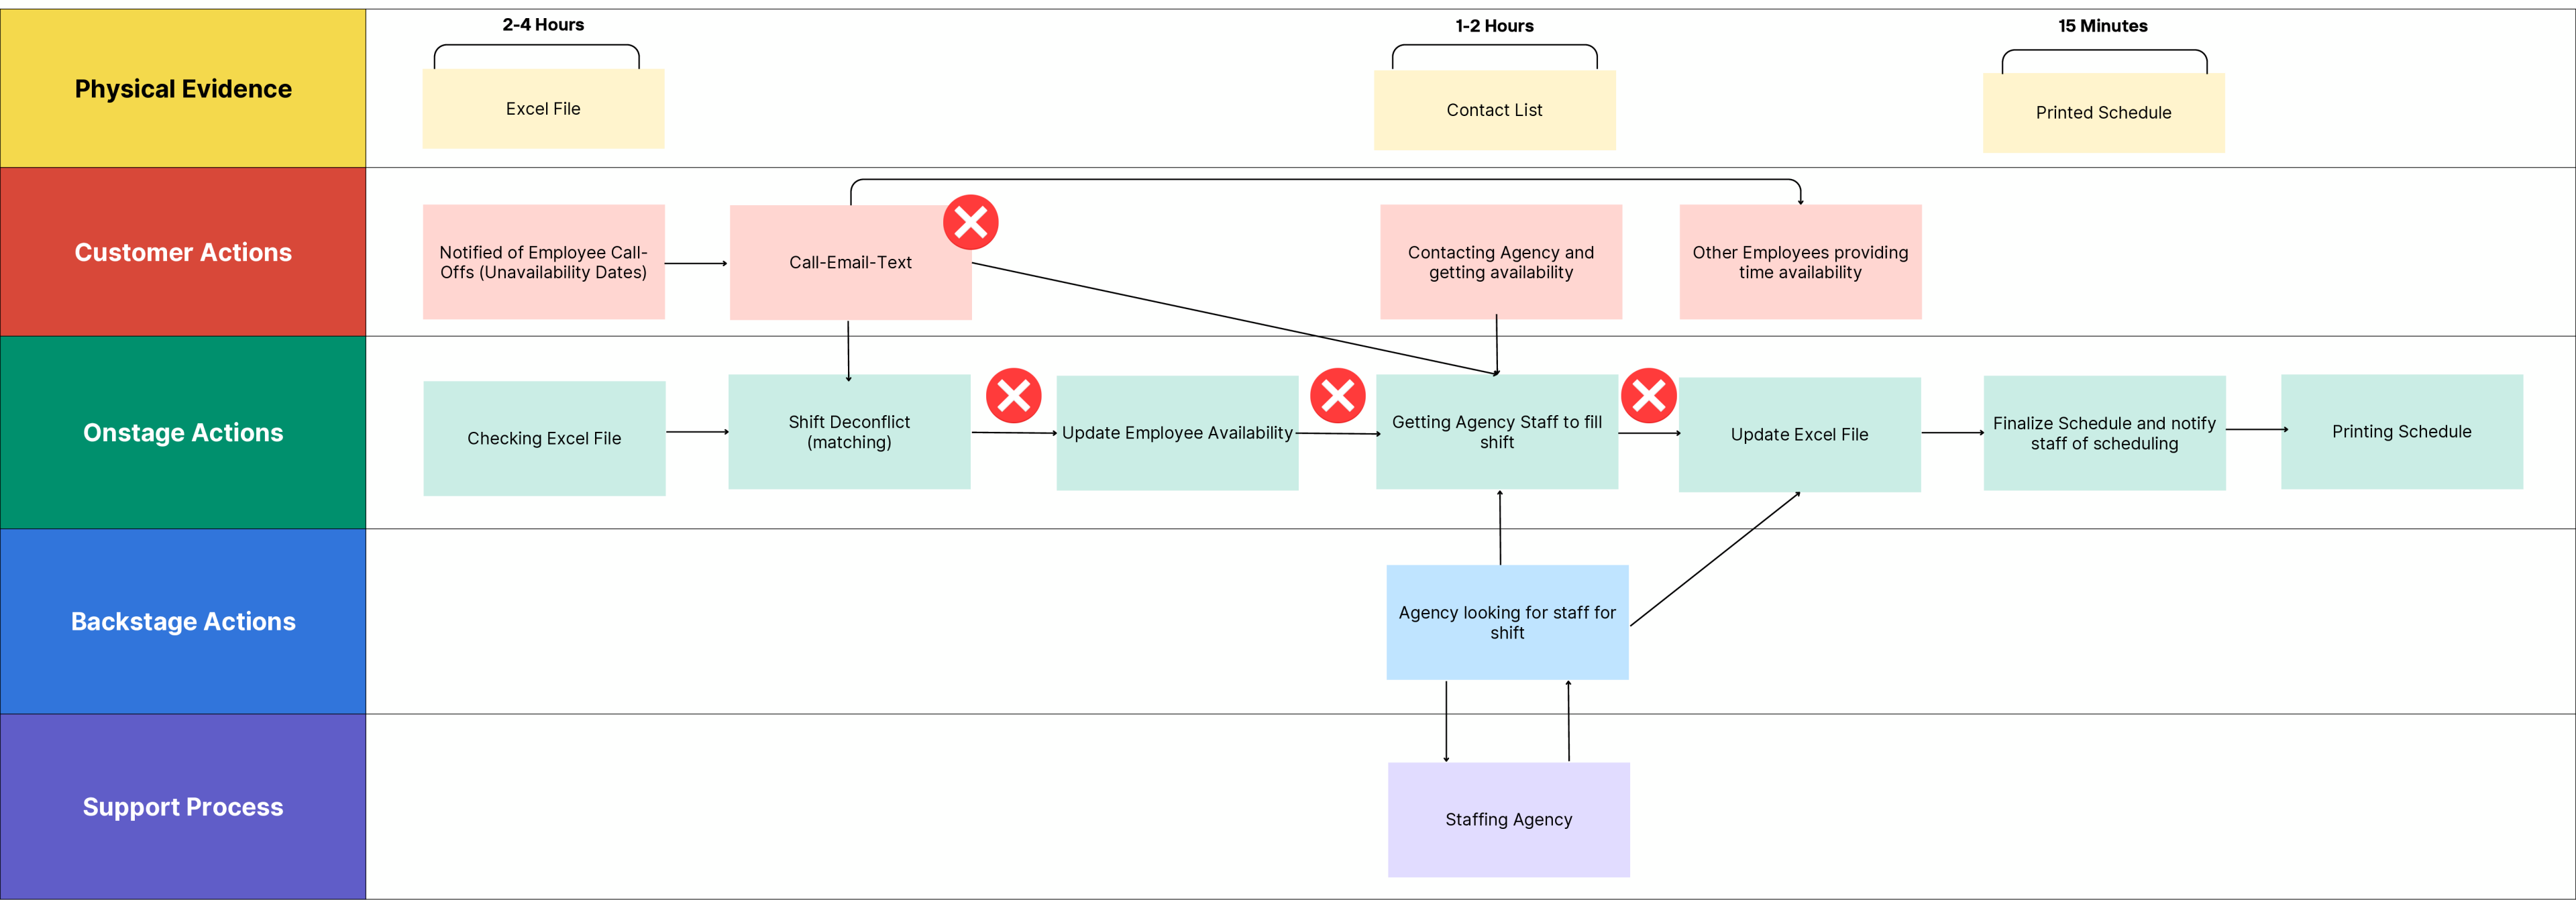 2-4 Hours
1-2 Hours
15 Minutes
Physical Evidence
Excel File
Contact List
Printed Schedule
Customer Actions
Notified of Employee Call-
Offs (Unavailability Dates)
Call-Email-Text
Contacting Agency and
getting availability
Other Employees providing
time availability
Onstage Actions
Checking Excel File
Shift Deconflict
(matching)
Update Employee Availability
Getting Agency Staff to fill
shift
Update Excel File
Finalize Schedule and notify
staff of scheduling
Printing Schedule
Backstage Actions
Agency looking for staff for
shift
Support Process
Staffing Agency